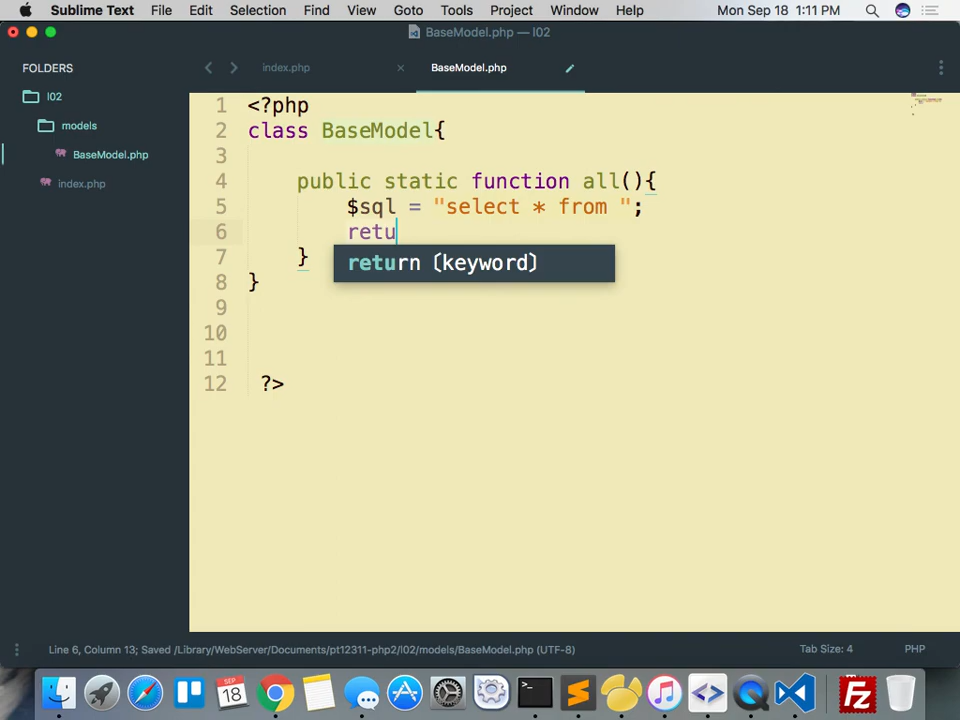 Sublime Text File Edit Selection Find View Goto Tools Project Window Help Mon Sep 18 1:11 PM
BaseModel.php — l02
FOLDERS
l02
models
BaseModel.php
index.php
index.php × BaseModel.php
1 <?php
2 class BaseModel{
3
4 public static function all(){
5 $sql = "select * from ";
6 retu
return (keyword)
7 }
8 }
9
10
11
12 ?>
Line 6, Column 13; Saved /Library/WebServer/Documents/pt12311-php2/l02/models/BaseModel.php (UTF-8) Tab Size: 4 PHP
SEP
18
Fz